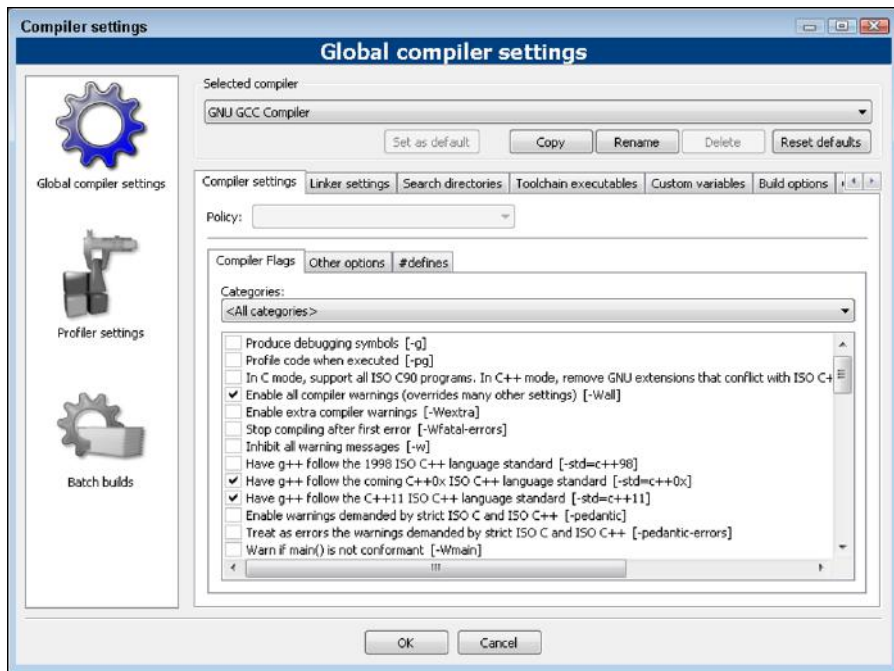 Compiler settings
Global compiler settings
Global compiler settings
Profiler settings
Batch builds
Selected compiler
GNU GCC Compiler
Set as default Copy Rename Delete Reset defaults
Compiler settings Linker settings Search directories Toolchain executables Custom variables Build options
Policy:
Compiler Flags Other options #defines
Categories:
<All categories>
Produce debugging symbols [-g]
Profile code when executed [-pg]
In C mode, support all ISO C90 programs. In C++ mode, remove GNU extensions that conflict with ISO C+
Enable all compiler warnings (overrides many other settings) [-Wall]
Enable extra compiler warnings [-Wextra]
Stop compiling after first error [-Wfatal-errors]
Inhibit all warning messages [-w]
Have g++ follow the 1998 ISO C++ language standard [-std=c++98]
Have g++ follow the coming C++0x ISO C++ language standard [-std=c++0x]
Have g++ follow the C++11 ISO C++ language standard [-std=c++11]
Enable warnings demanded by strict ISO C and ISO C++ [-pedantic]
Treat as errors the warnings demanded by strict ISO C and ISO C++ [-pedantic-errors]
Warn if main() is not conformant [-Wmain]
OK Cancel